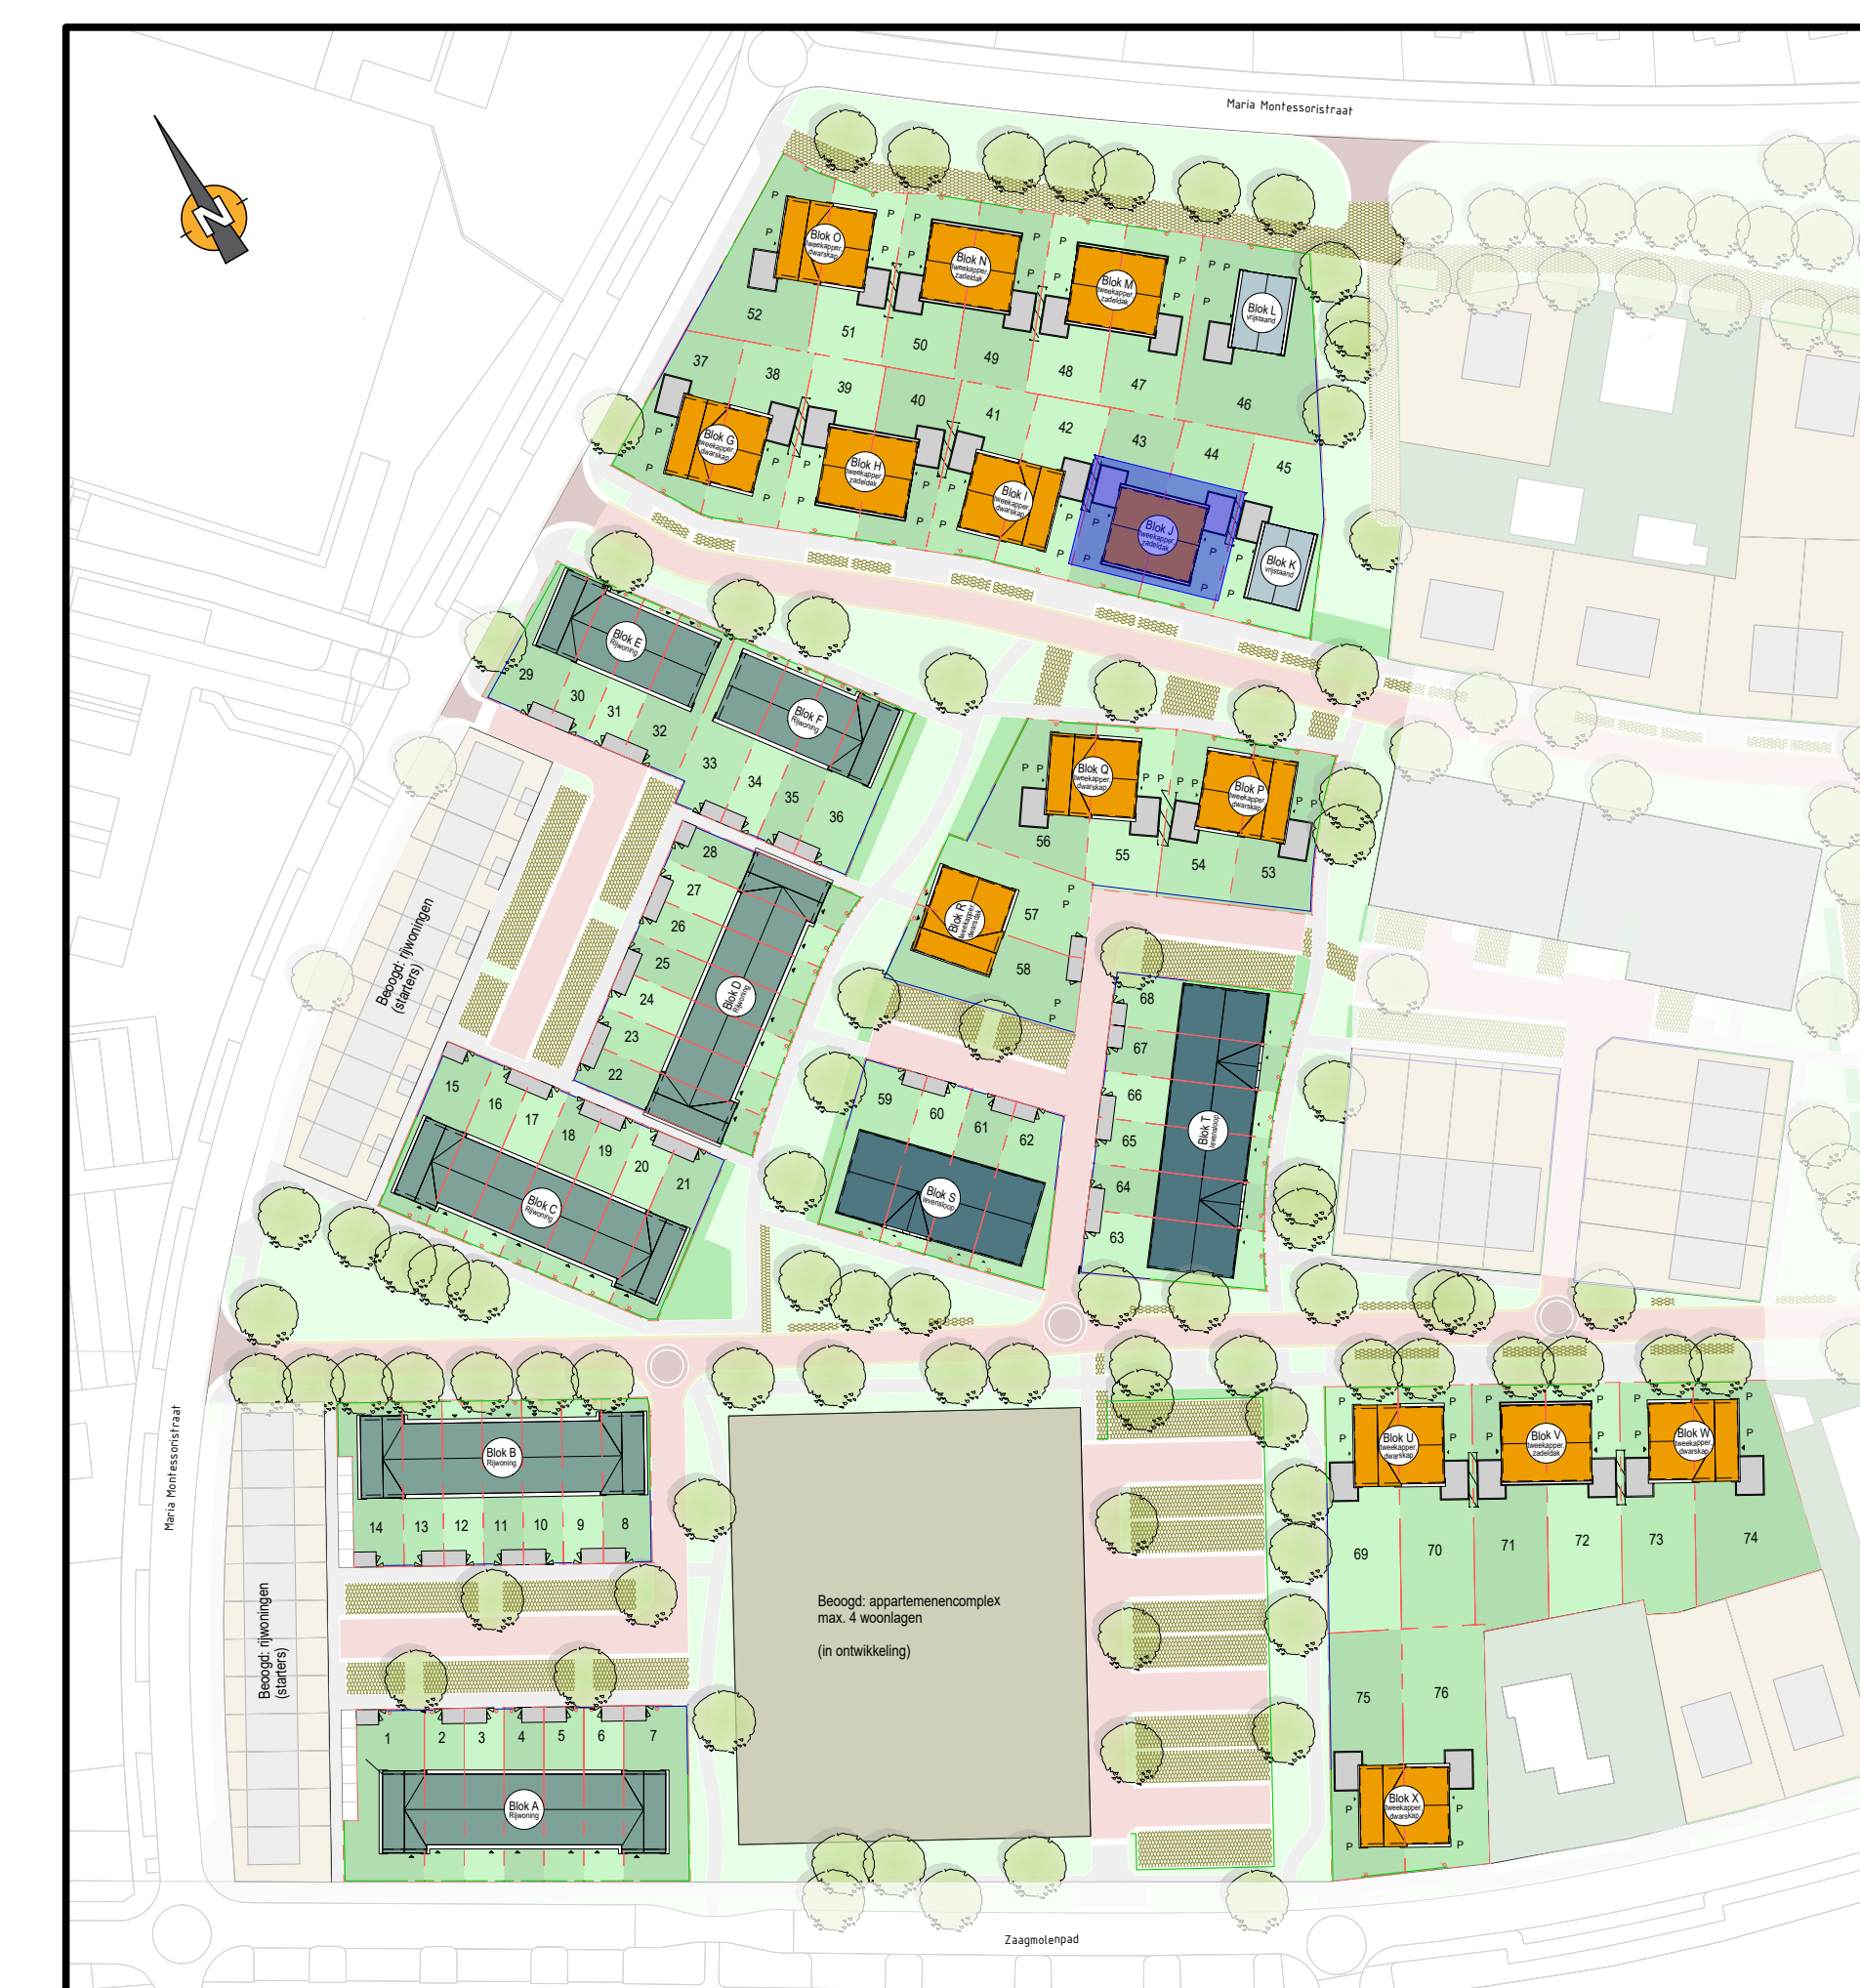 Maria Montessoristraat
N
P
P
Blok O
tweekapper,
dwarskap
P
P
P
Blok N
tweekapper,
zadeldak
P
P
P
Blok M
tweekapper,
zadeldak
P
P
P
P
P
Blok L
vrijstaand
52
51
50
49
48
47
46
37
38
39
40
41
42
43
44
45
P
P
Blok G
tweekapper,
dwarskap
P
P
P
P
Blok H
tweekapper,
zadeldak
P
P
P
P
Blok I
tweekapper,
dwarskap
P
P
P
P
Blok J
tweekapper,
zadeldak
P
P
P
P
Blok K
vrijstaand
Blok E
Rijwoning
29
30
31
32
Blok F
Rijwoning
33
34
35
36
P P
Blok Q
tweekapper,
dwarskap
P P
P P
Blok P
tweekapper,
dwarskap
P P
56
55
54
53
28
27
26
25
24
23
22
Blok D
Rijwoning
Blok R
tweekapper,
dwarsdak
57
58
P
P
P
P
Beoogd: rijwoningen
(starters)
68
67
66
65
64
63
Blok T
levensloop
15
16
17
18
19
20
21
Blok C
Rijwoning
59
60
61
62
Blok S
levensloop
Maria Montessoristraat
Blok B
Rijwoning
14
13
12
11
10
9
8
Beoogd: rijwoningen
(starters)
Beoogd: appartemenencomplex
max. 4 woonlagen
(in ontwikkeling)
P
P
Blok U
tweekapper,
dwarskap
P
P
P
P
Blok V
tweekapper,
zadeldak
P
P
P
P
Blok W
tweekapper,
dwarskap
P
P
69
70
71
72
73
74
75
76
1
2
3
4
5
6
7
Blok A
Rijwoning
P
P
Blok X
tweekapper,
dwarskap
P
P
Zaagmolenpad